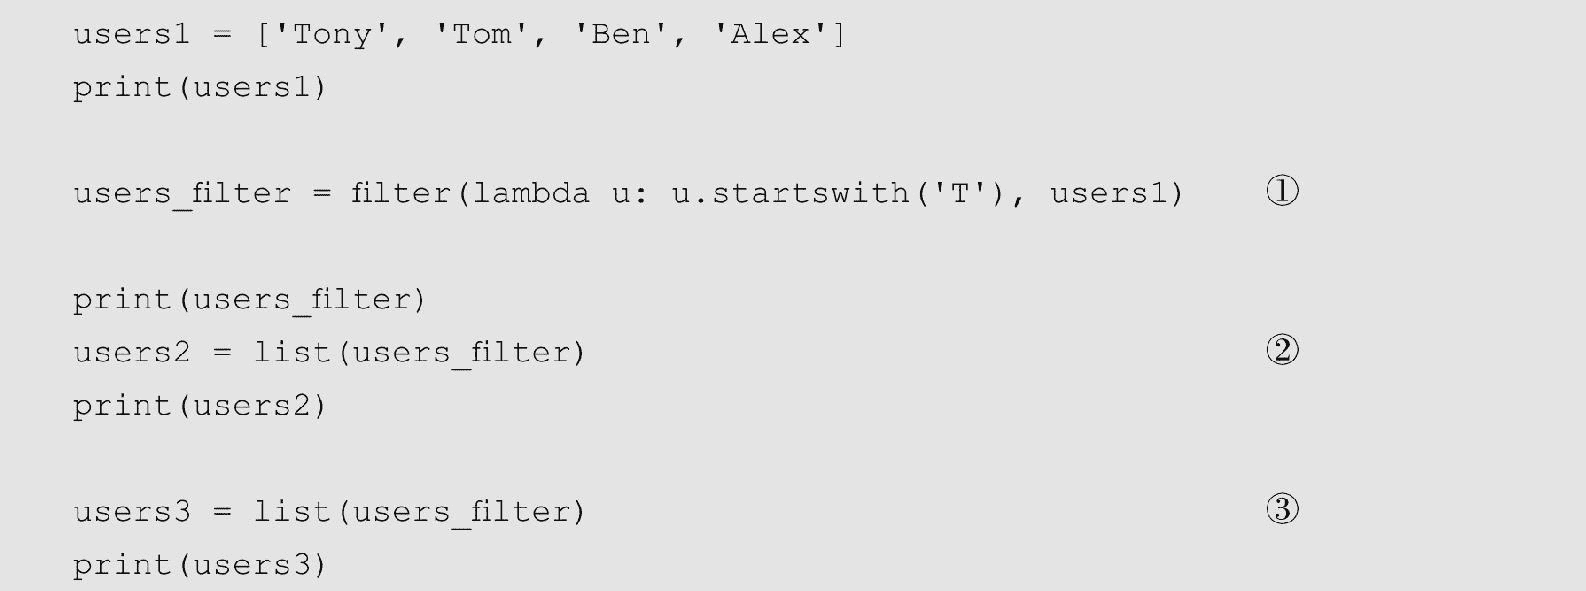 users1 = ['Tony', 'Tom', 'Ben', 'Alex']
print(users1)
users_filter = filter(lambda u: u.startswith('T'), users1) ①
print(users_filter)
users2 = list(users_filter) ②
print(users2)
users3 = list(users_filter) ③
print(users3)